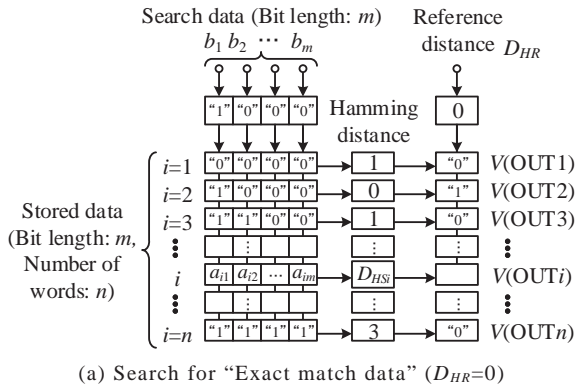 Search data (Bit length: m)
Reference distance D_HR
b1 b2 ⋯ bm
"1" "0" "0" "0"
0
Hamming distance
Stored data (Bit length: m, Number of words: n)
i=1 "0" "0" "0" "0" 1 "0" V(OUT1)
i=2 "1" "0" "0" "0" 0 "1" V(OUT2)
i=3 "1" "1" "0" "0" 1 "0" V(OUT3)
i ai1 ai2 ... aim D_HSi V(OUTi)
i=n "1" "1" "1" "1" 3 "0" V(OUTn)
(a) Search for "Exact match data" (D_HR=0)